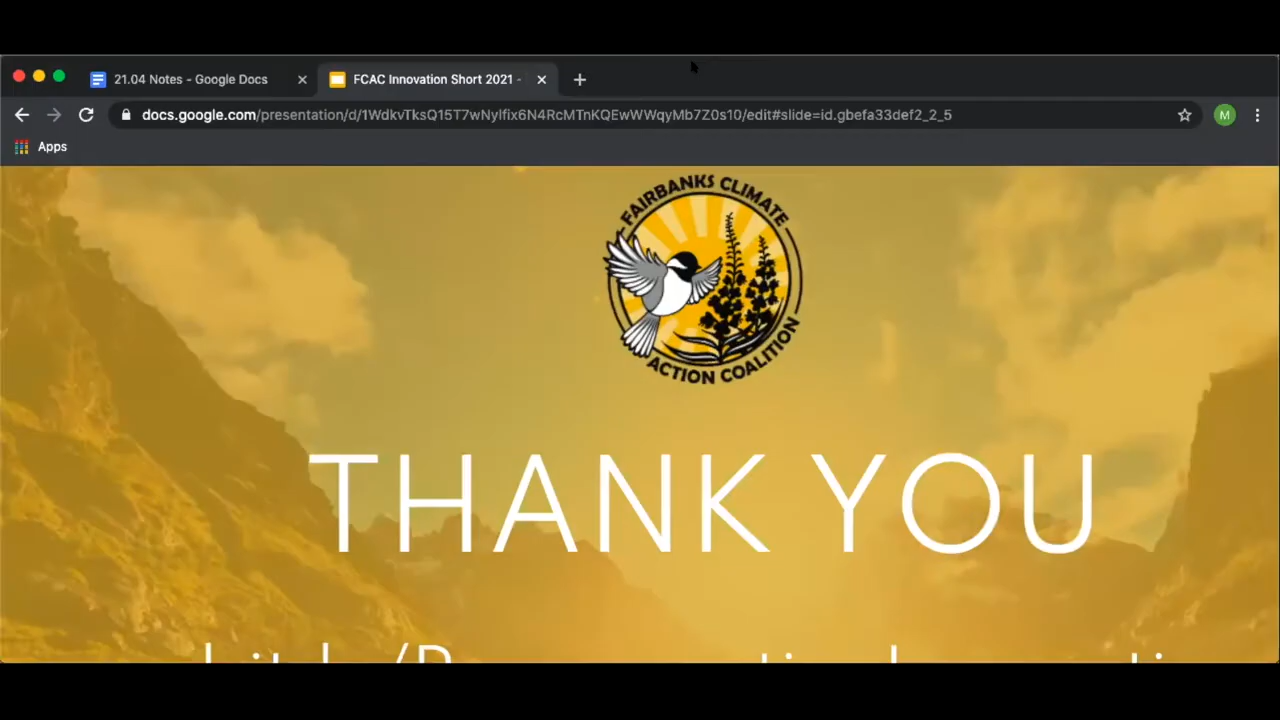 21.04 Notes - Google Docs
FCAC Innovation Short 2021 -
docs.google.com/presentation/d/1WdkvTksQ15T7wNylfix6N4RcMTnKQEwWWqyMb7Z0s10/edit#slide=id.gbefa33def2_2_5
M
Apps
FAIRBANKS CLIMATE
ACTION COALITION
THANK YOU